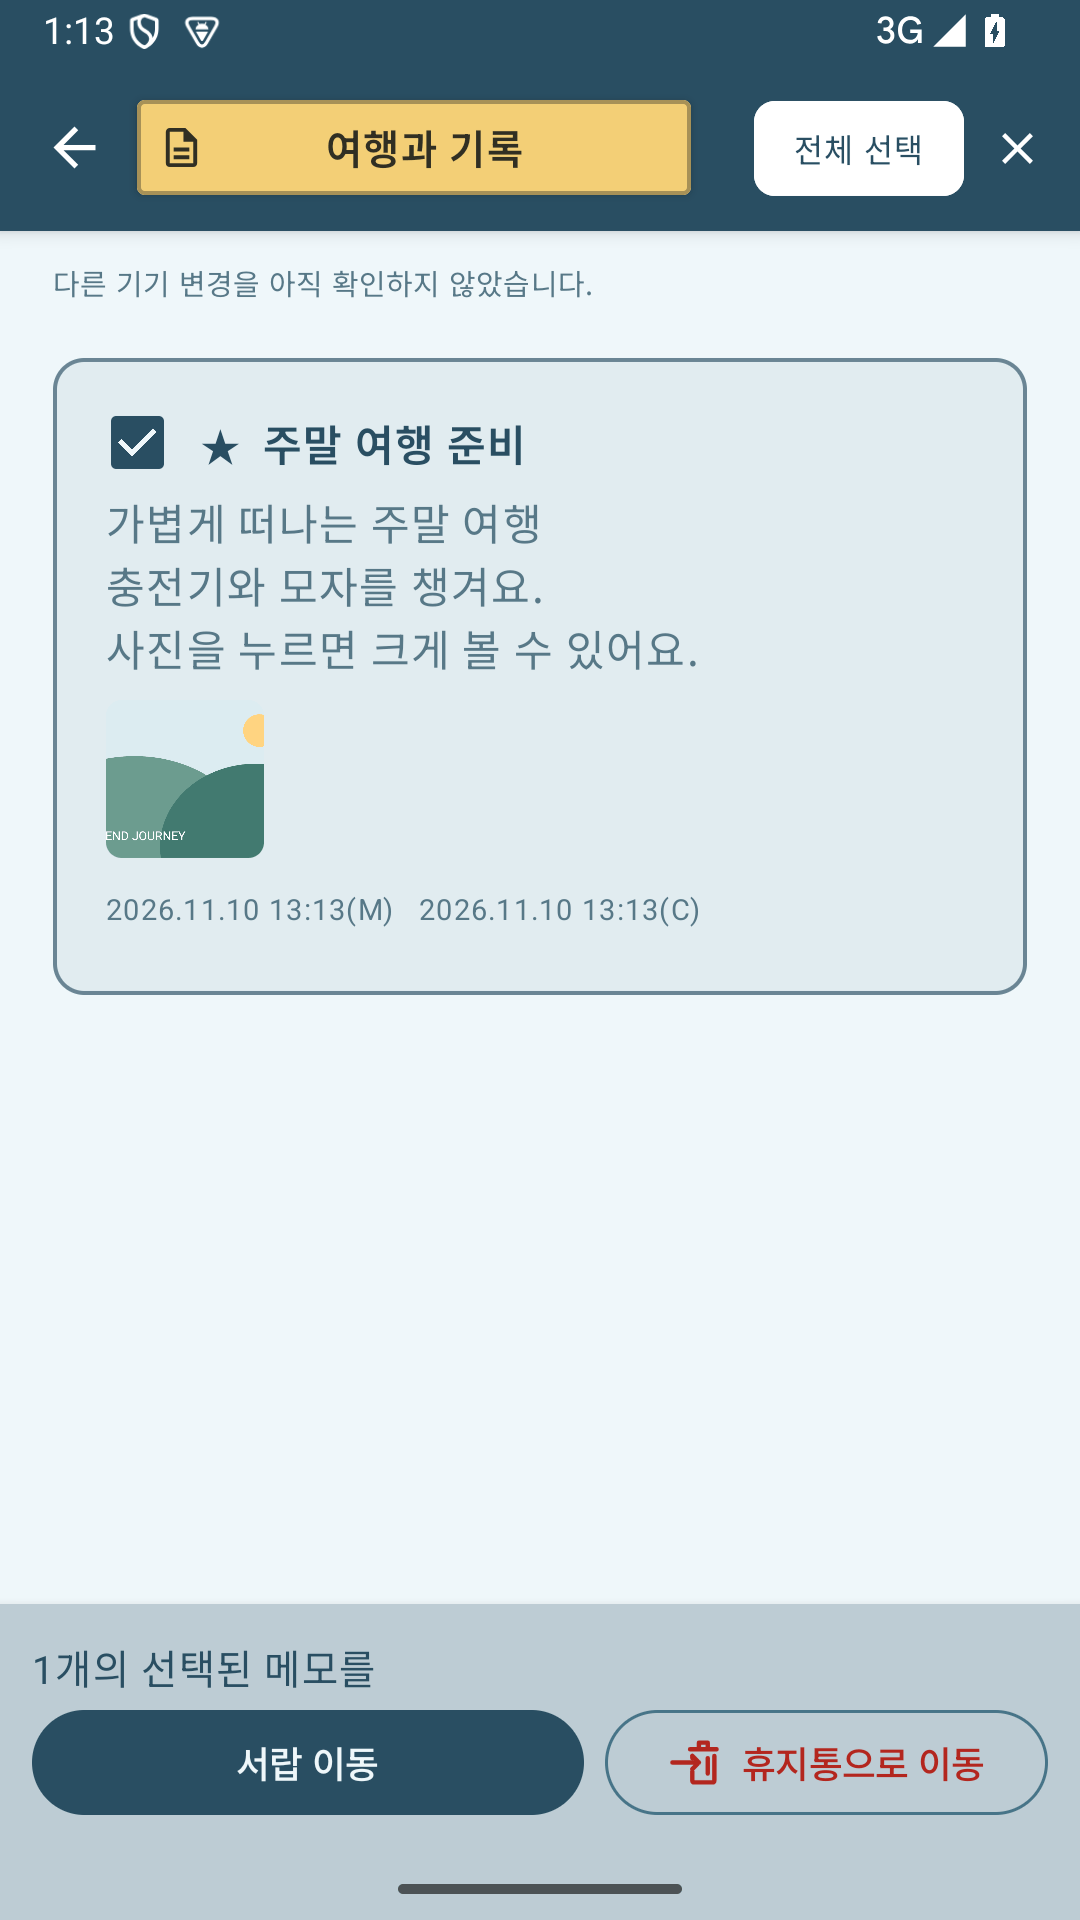 1:13
3G
여행과 기록
전체 선택
다른 기기 변경을 아직 확인하지 않았습니다.
★ 주말 여행 준비
가볍게 떠나는 주말 여행
충전기와 모자를 챙겨요.
사진을 누르면 크게 볼 수 있어요.
END JOURNEY
2026.11.10 13:13(M) 2026.11.10 13:13(C)
1개의 선택된 메모를
서랍 이동
휴지통으로 이동